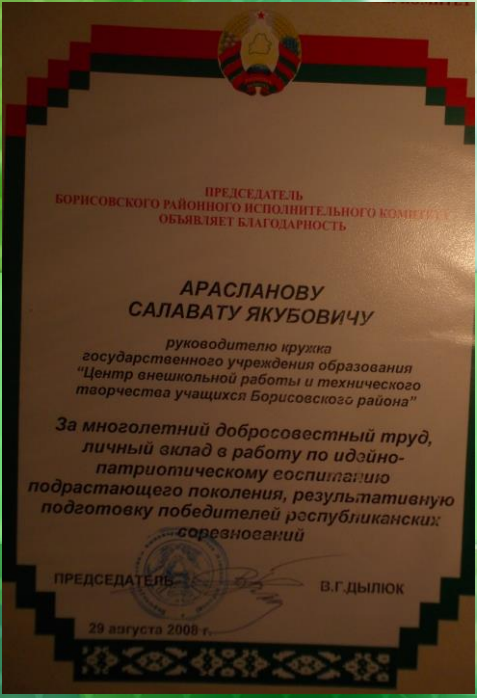 ПРЕДСЕДАТЕЛЬ
БОРИСОВСКОГО РАЙОННОГО ИСПОЛНИТЕЛЬНОГО КОМИТЕТА
ОБЪЯВЛЯЕТ БЛАГОДАРНОСТЬ
АРАСЛАНОВУ
САЛАВАТУ ЯКУБОВИЧУ
руководителю кружка
государственного учреждения образования
“Центр внешкольной работы и технического
творчества учащихся Борисовского района”
За многолетний добросовестный труд,
личный вклад в работу по идейно-
патриотическому воспитанию
подрастающего поколения, результативную
подготовку победителей республиканских
соревнований
ПРЕДСЕДАТЕЛЬ
В.Г.ДЫЛЮК
29 августа 2008 г.